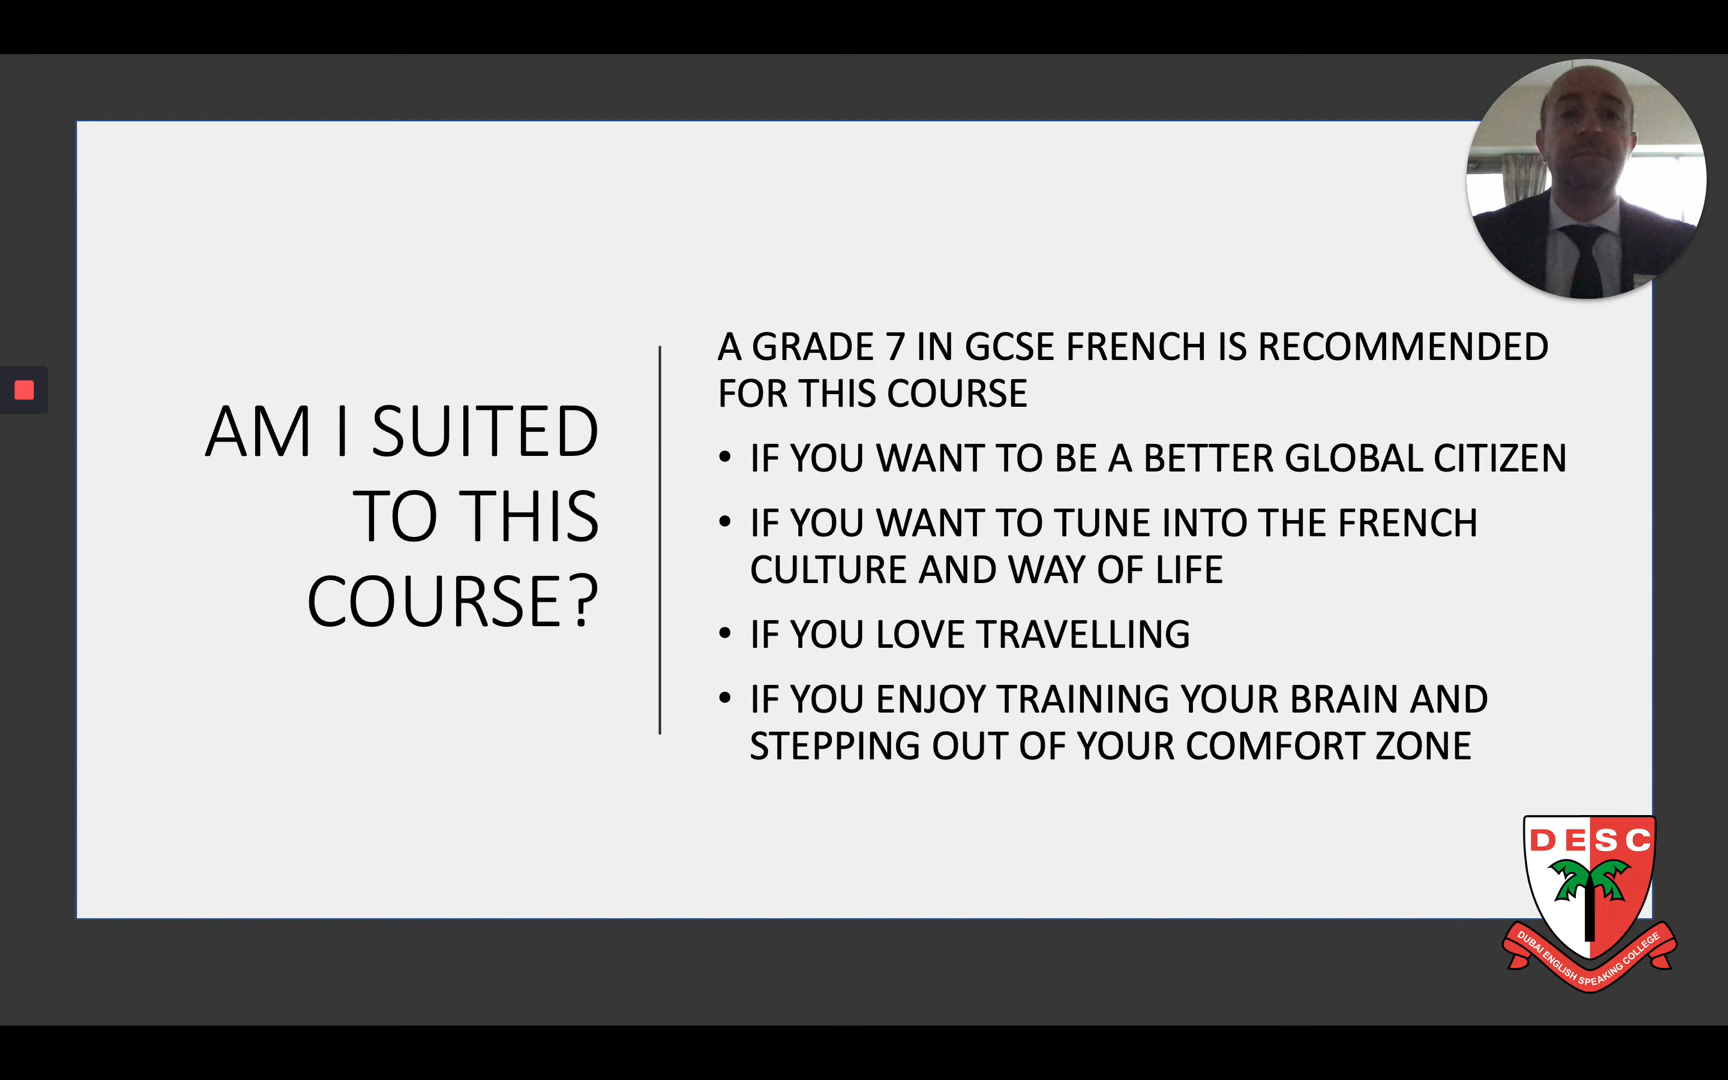 AM I SUITED
TO THIS
COURSE?
A GRADE 7 IN GCSE FRENCH IS RECOMMENDED
FOR THIS COURSE
• IF YOU WANT TO BE A BETTER GLOBAL CITIZEN
• IF YOU WANT TO TUNE INTO THE FRENCH
CULTURE AND WAY OF LIFE
• IF YOU LOVE TRAVELLING
• IF YOU ENJOY TRAINING YOUR BRAIN AND
STEPPING OUT OF YOUR COMFORT ZONE
DESC
DUBAI ENGLISH SPEAKING COLLEGE